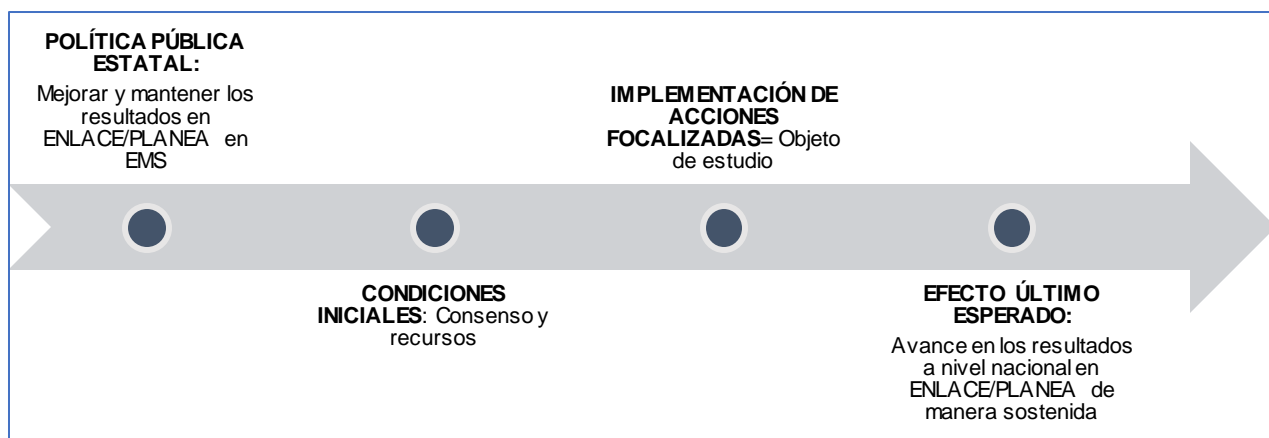 POLÍTICA PÚBLICA
ESTATAL:
Mejorar y mantener los
resultados en
ENLACE/PLANEA en
EMS
CONDICIONES
INICIALES: Consenso y
recursos
IMPLEMENTACIÓN DE
ACCIONES
FOCALIZADAS= Objeto
de estudio
EFECTO ÚLTIMO
ESPERADO:
Avance en los resultados
a nivel nacional en
ENLACE/PLANEA de
manera sostenida